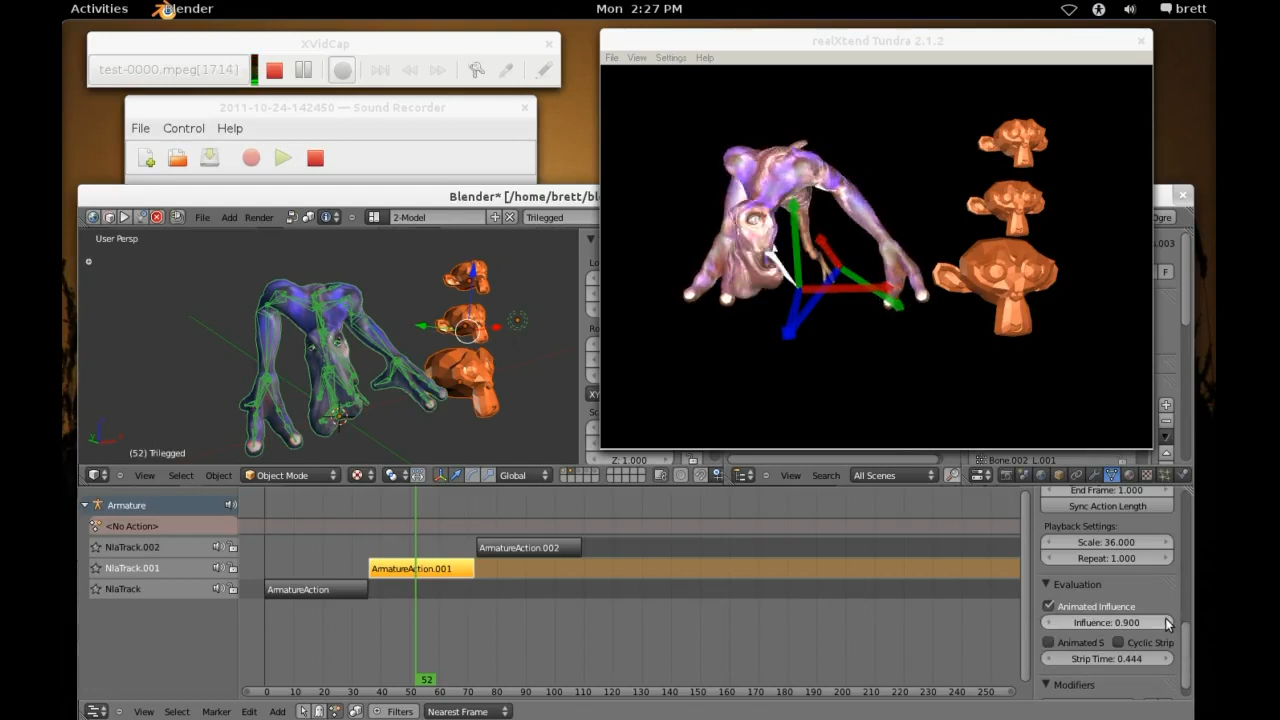 Activities Blender Mon 2:27 PM brett
XVidCap
test-0000.mpeg[1714]
2011-10-24-142450 — Sound Recorder
File Control Help
realXtend Tundra 2.1.2
File View Settings Help
Blender* [/home/brett/bl
File Add Render 2-Model Trilegged
Ogre
User Persp
.003
F
Lo
Ro
XY
Sc
(52) Trilegged
Z: 1.000
Bone.002_L.001
View Select Object Object Mode Global
View Search All Scenes
Armature
<No Action>
NlaTrack.002
NlaTrack.001
NlaTrack
ArmatureAction.002
ArmatureAction.001
ArmatureAction
52
0 10 20 30 40 50 60 70 80 90 100 110 120 130 140 150 160 170 180 190 200 210 220 230 240 250
View Select Marker Edit Add Filters Nearest Frame
End Frame: 1.000
Sync Action Length
Playback Settings:
Scale: 36.000
Repeat: 1.000
Evaluation
Animated Influence
Influence: 0.900
Animated S Cyclic Strip
Strip Time: 0.444
Modifiers